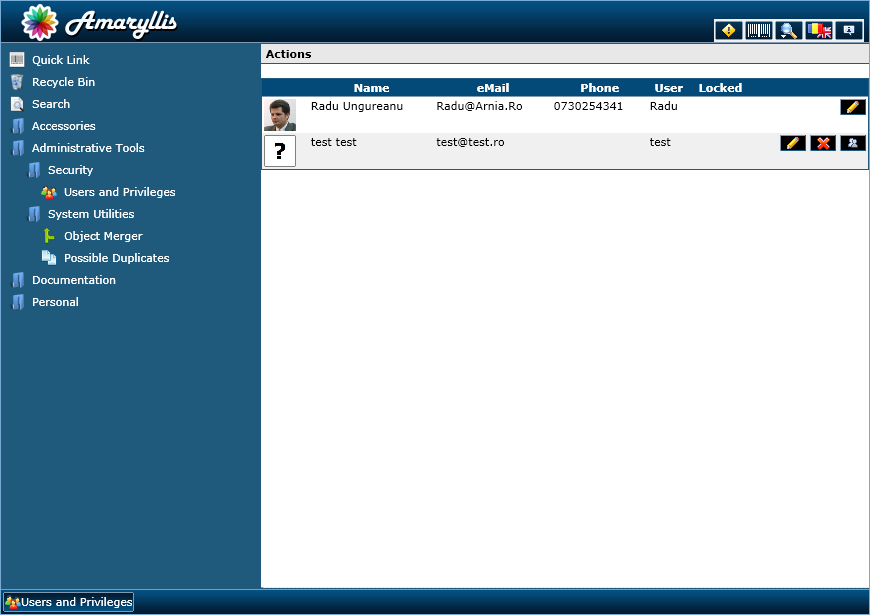 Amaryllis
Quick Link
Recycle Bin
Search
Accessories
Administrative Tools
Security
Users and Privileges
System Utilities
Object Merger
Possible Duplicates
Documentation
Personal
Actions
Name eMail Phone User Locked
Radu Ungureanu Radu@Arnia.Ro 0730254341 Radu
? test test test@test.ro test
Users and Privileges